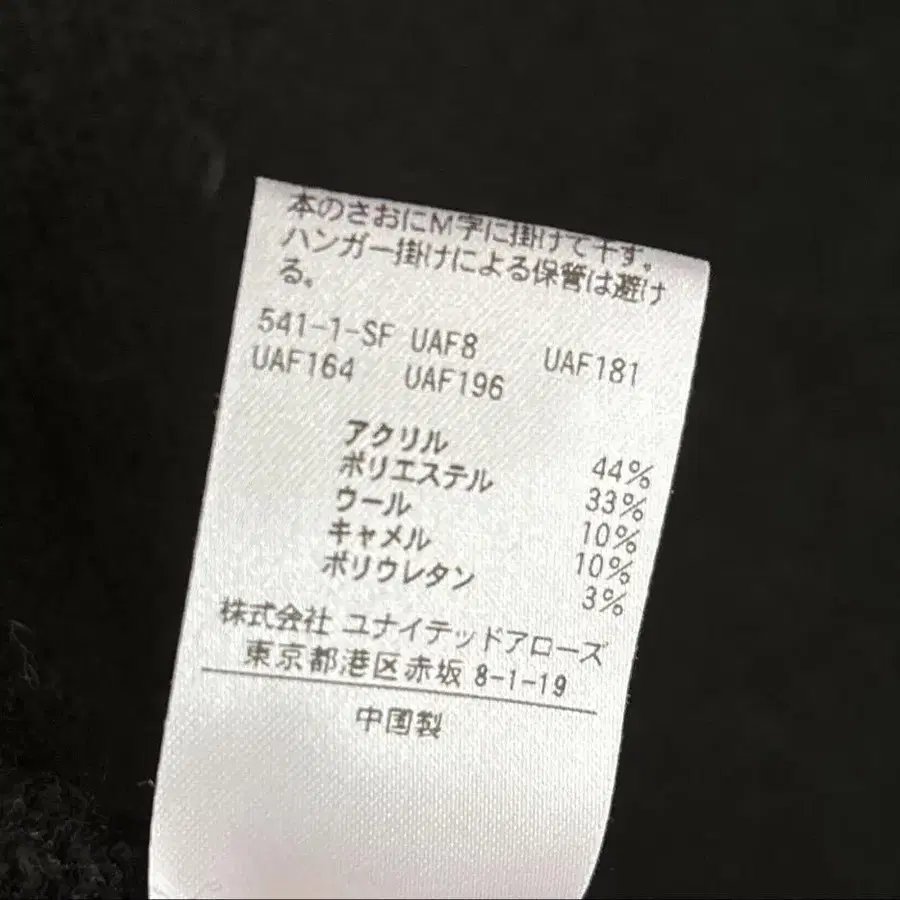 本のさおにM字に掛けて干す。
ハンガー掛けによる保管は避け
る。
541-1-SF UAF8 UAF181
UAF164 UAF196
アクリル 44%
ポリエステル 33%
ウール 10%
キャメル 10%
ポリウレタン 3%
株式会社 ユナイテッドアローズ
東京都港区赤坂 8-1-19
中国製